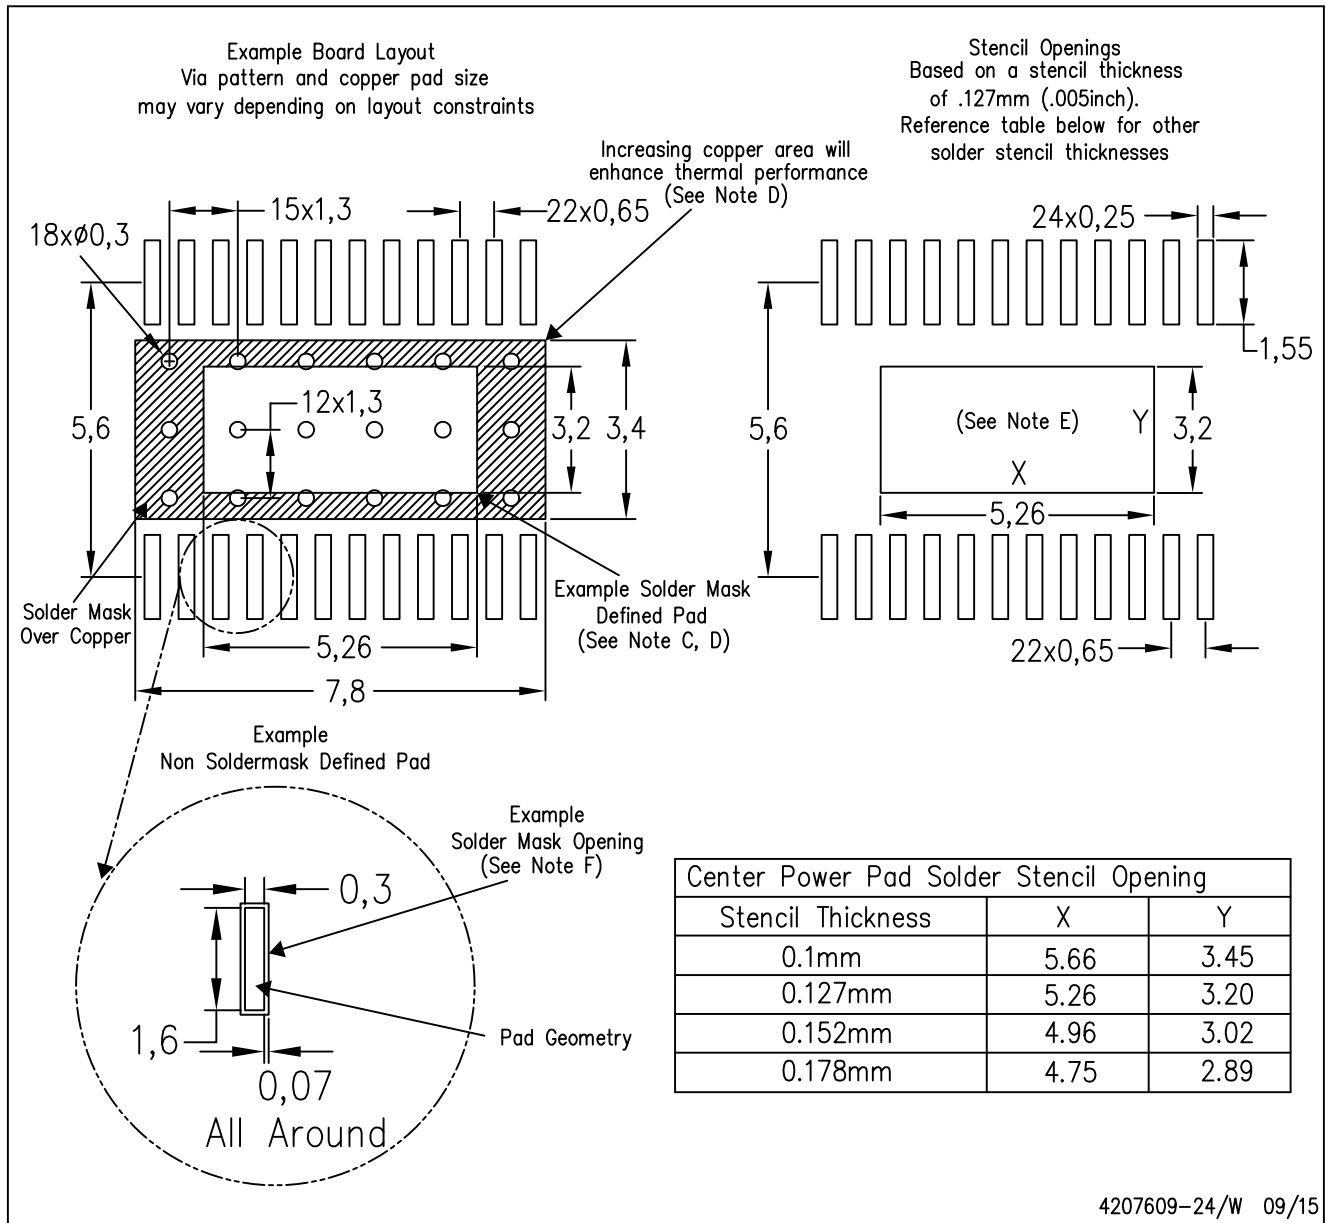 Example Board Layout
Via pattern and copper pad size
may vary depending on layout constraints
Stencil Openings
Based on a stencil thickness
of .127mm (.005inch).
Reference table below for other
solder stencil thicknesses
Increasing copper area will
enhance thermal performance
(See Note D)
15x1,3
22x0,65
18xø0,3
5,6
12x1,3
3,2
3,4
Solder Mask
Over Copper
5,26
7,8
Example Solder Mask
Defined Pad
(See Note C, D)
24x0,25
1,55
5,6
(See Note E)
Y
X
3,2
5,26
22x0,65
Example
Non Soldermask Defined Pad
Example
Solder Mask Opening
(See Note F)
0,3
1,6
Pad Geometry
0,07
All Around
Center Power Pad Solder Stencil Opening
Stencil Thickness X Y
0.1mm 5.66 3.45
0.127mm 5.26 3.20
0.152mm 4.96 3.02
0.178mm 4.75 2.89
4207609-24/W 09/15